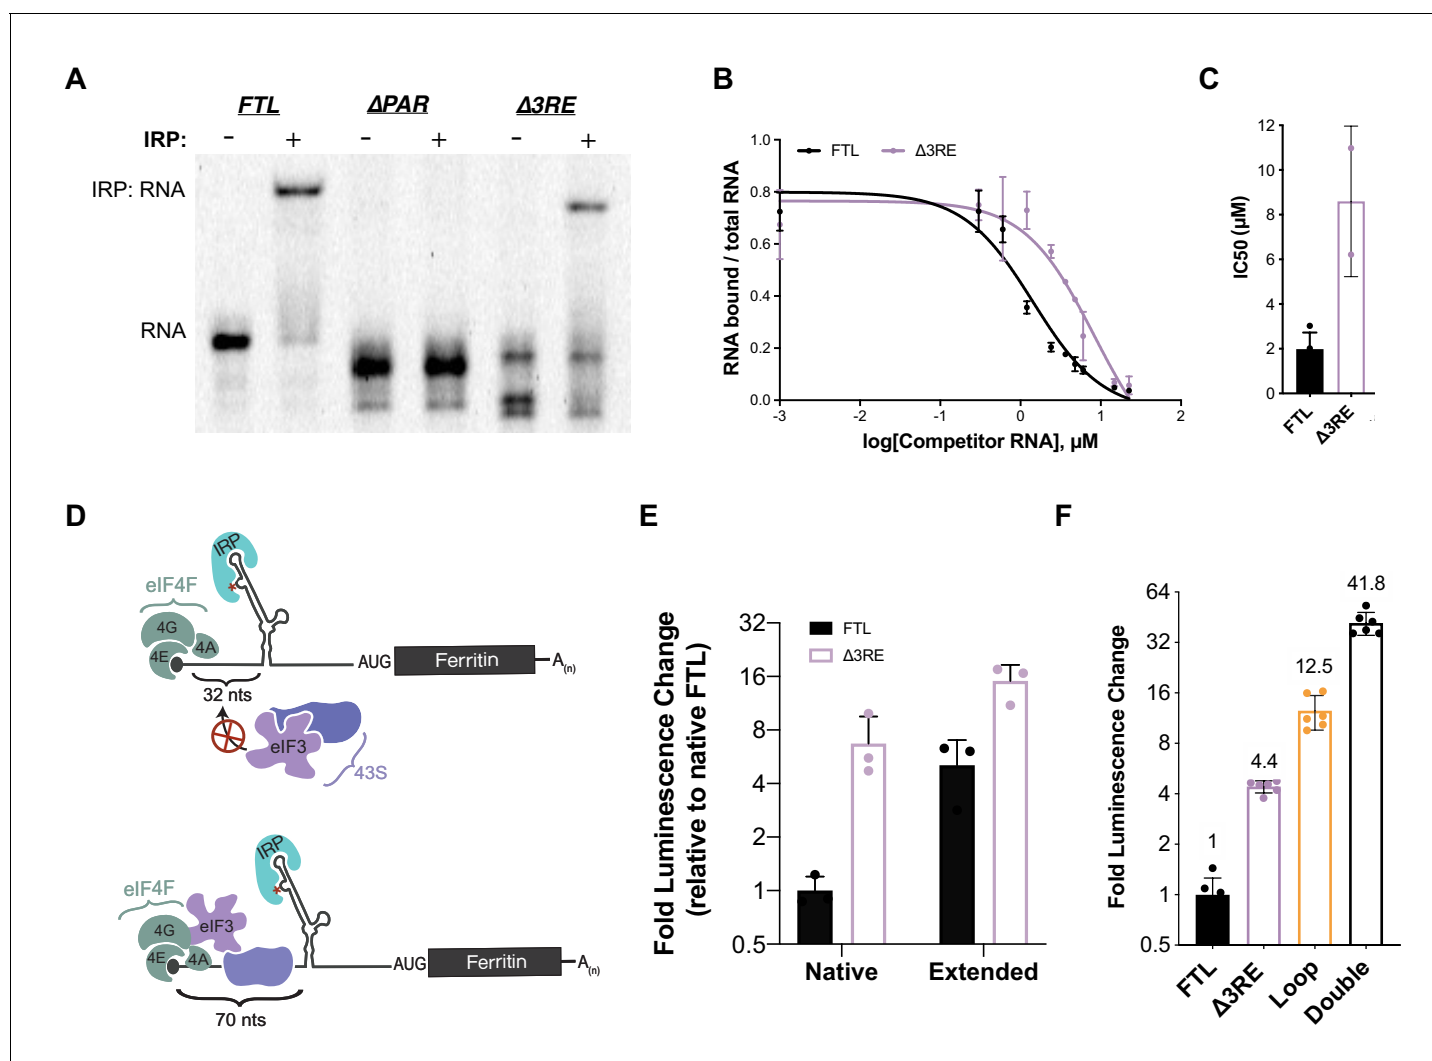 A
FTL ΔPAR Δ3RE
IRP: - + - + - +
IRP: RNA
RNA
B
RNA bound / total RNA
1.0
0.8
0.6
0.4
0.2
0.0
FTL Δ3RE
-3 -2 -1 0 1 2
log[Competitor RNA], μM
C
IC50 (μM)
12
10
8
6
4
2
0
FTL Δ3RE
D
IRP
eIF4F
4G
4A
4E
AUG Ferritin A(n)
32 nts
eIF3
43S
IRP
eIF4F
eIF3
4G
4E 4A
AUG Ferritin A(n)
70 nts
E
Fold Luminescence Change
(relative to native FTL)
32
16
8
4
2
1
0.5
FTL
Δ3RE
Native Extended
F
Fold Luminescence Change
64
32
16
8
4
2
1
0.5
1
4.4
12.5
41.8
FTL Δ3RE Loop Double